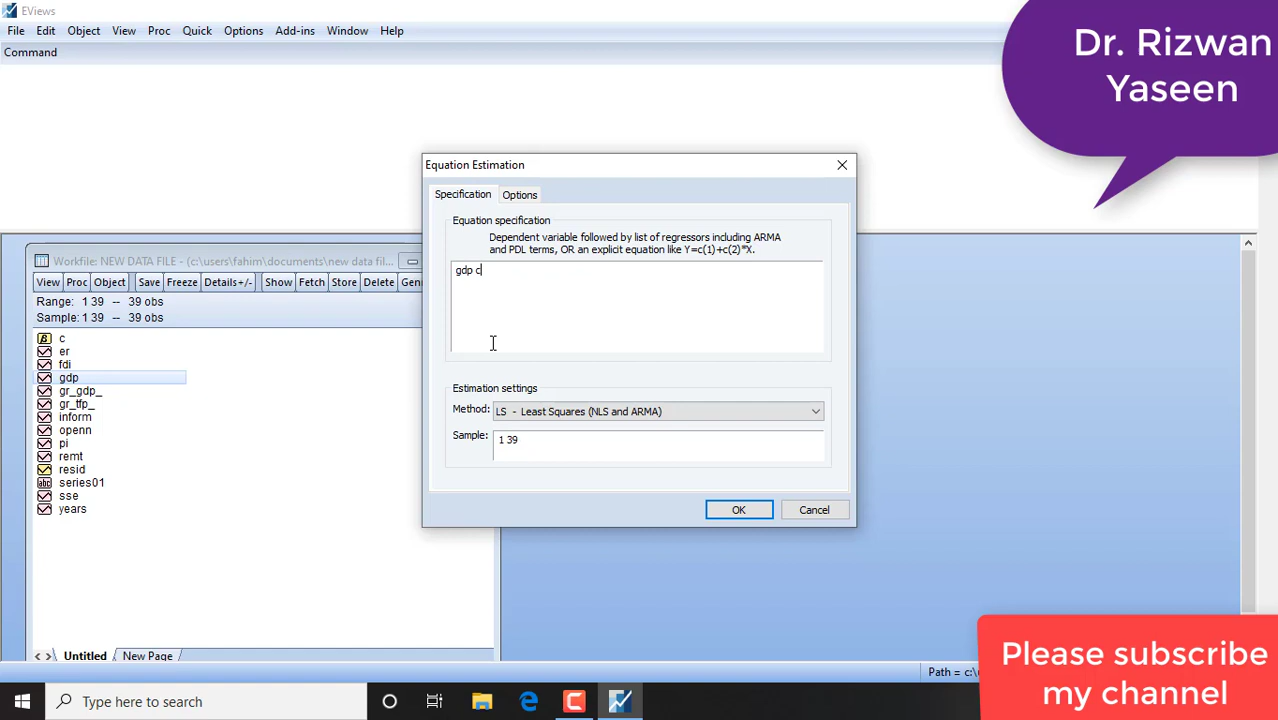 EViews
File Edit Object View Proc Quick Options Add-ins Window Help
Command
Dr. Rizwan
Yaseen
Equation Estimation
Specification Options
Equation specification
Dependent variable followed by list of regressors including ARMA
and PDL terms, OR an explicit equation like Y=c(1)+c(2)*X.
gdp c
Estimation settings
Method: LS - Least Squares (NLS and ARMA)
Sample: 1 39
OK Cancel
Workfile: NEW DATA FILE - (c:\users\fahim\documents\new data fil...
View Proc Object Save Freeze Details+/- Show Fetch Store Delete Genr
Range: 1 39 -- 39 obs
Sample: 1 39 -- 39 obs
c
er
fdi
gdp
gr_gdp_
gr_tfp_
inform
openn
pi
remt
resid
abc series01
sse
years
< > Untitled New Page
Path = c:\
Please subscribe
my channel
Type here to search